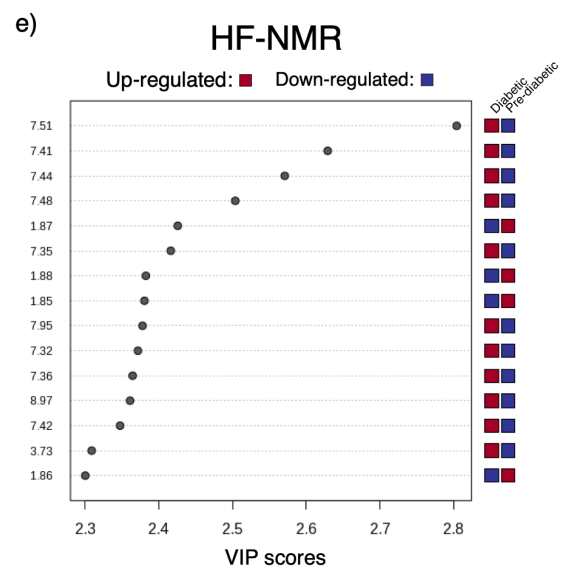 e)
HF-NMR
Up-regulated: Down-regulated:
Diabetic
Pre-diabetic
7.51
7.41
7.44
7.48
1.87
7.35
1.88
1.85
7.95
7.32
7.36
8.97
7.42
3.73
1.86
2.3 2.4 2.5 2.6 2.7 2.8
VIP scores